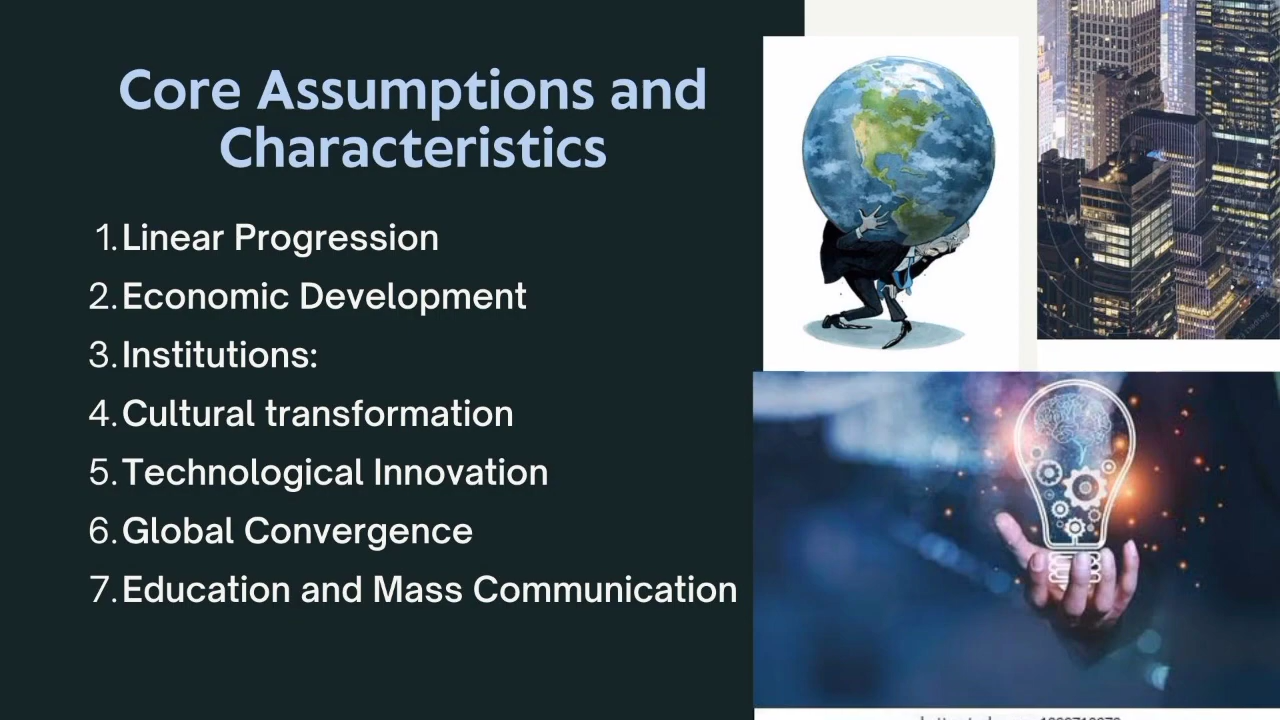 Core Assumptions and
Characteristics
1. Linear Progression
2. Economic Development
3. Institutions:
4. Cultural transformation
5. Technological Innovation
6. Global Convergence
7. Education and Mass Communication